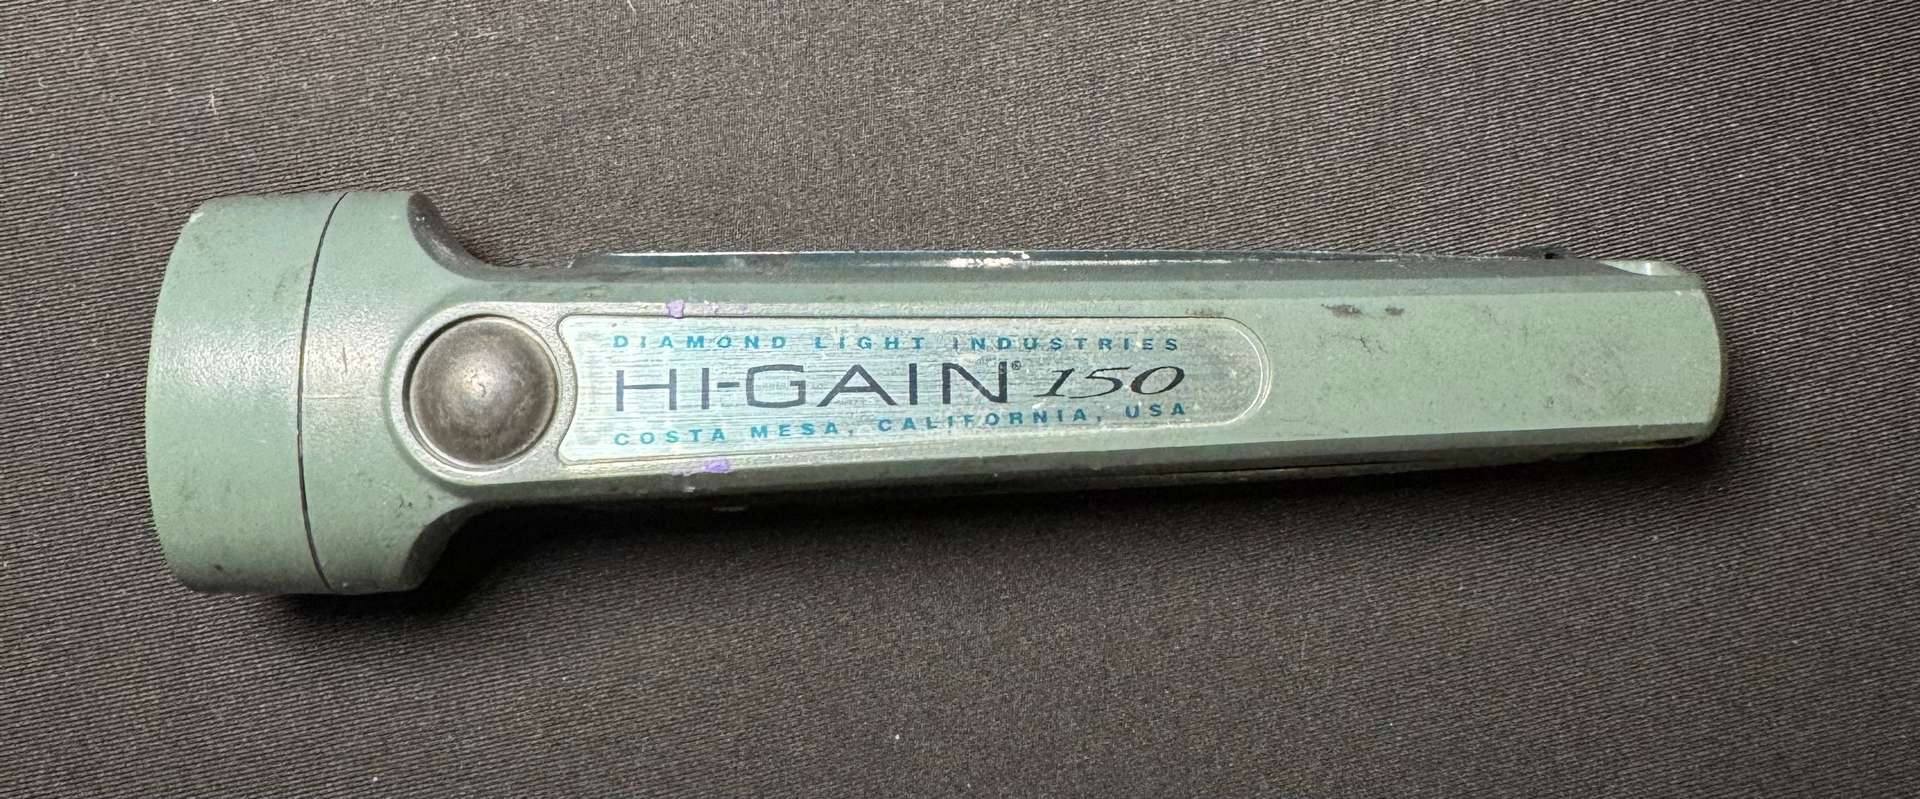 DIAMOND LIGHT INDUSTRIES
HI-GAIN® 150
COSTA MESA, CALIFORNIA, USA